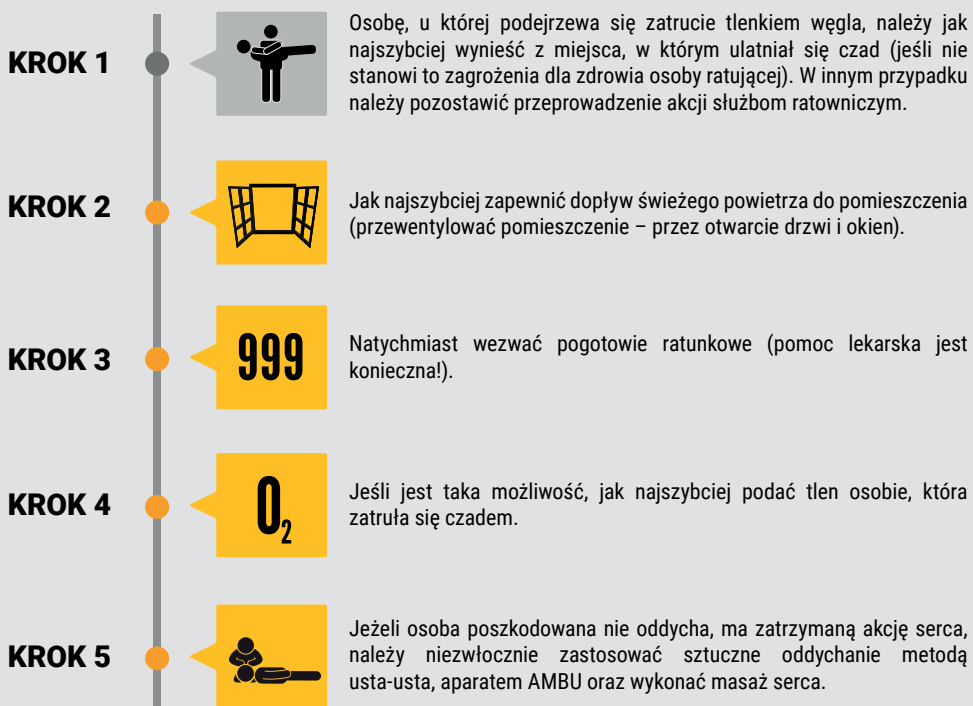 KROK 1
Osobę, u której podejrzewa się zatrucie tlenkiem węgla, należy jak
najszybciej wynieść z miejsca, w którym ulatniał się czad (jeśli nie
stanowi to zagrożenia dla zdrowia osoby ratującej). W innym przypadku
należy pozostawić przeprowadzenie akcji służbom ratowniczym.
KROK 2
Jak najszybciej zapewnić dopływ świeżego powietrza do pomieszczenia
(przewentylować pomieszczenie – przez otwarcie drzwi i okien).
KROK 3
999
Natychmiast wezwać pogotowie ratunkowe (pomoc lekarska jest
konieczna!).
KROK 4
O₂
Jeśli jest taka możliwość, jak najszybciej podać tlen osobie, która
zatruła się czadem.
KROK 5
Jeżeli osoba poszkodowana nie oddycha, ma zatrzymaną akcję serca,
należy niezwłocznie zastosować sztuczne oddychanie metodą
usta-usta, aparatem AMBU oraz wykonać masaż serca.